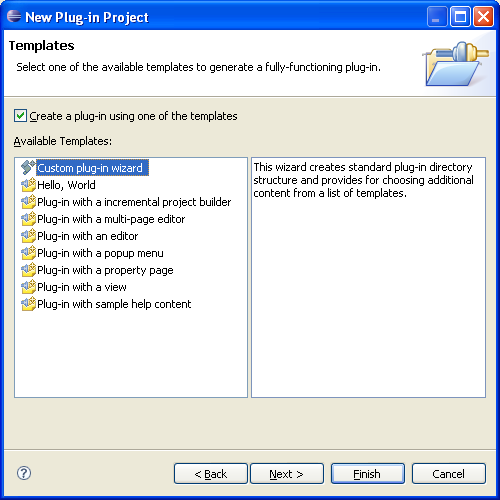 New Plug-in Project
Templates
Select one of the available templates to generate a fully-functioning plug-in.
Create a plug-in using one of the templates
Available Templates:
Custom plug-in wizard
Hello, World
Plug-in with a incremental project builder
Plug-in with a multi-page editor
Plug-in with an editor
Plug-in with a popup menu
Plug-in with a property page
Plug-in with a view
Plug-in with sample help content
This wizard creates standard plug-in directory
structure and provides for choosing additional
content from a list of templates.
?
< Back
Next >
Finish
Cancel